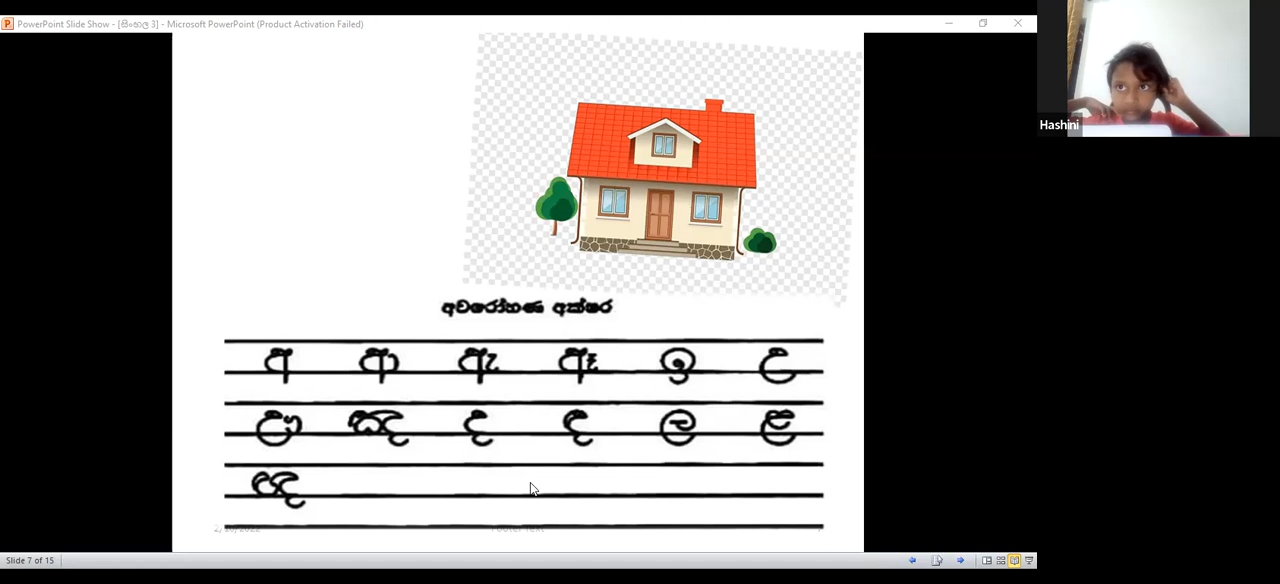 PowerPoint Slide Show - [සිංහල 3] - Microsoft PowerPoint (Product Activation Failed)
Hashini
අවරෝහණ අක්ෂර
අ ආ ඇ ඈ ඉ උ
ඌ ඤ ද ඳ ල ළ
Slide 7 of 15